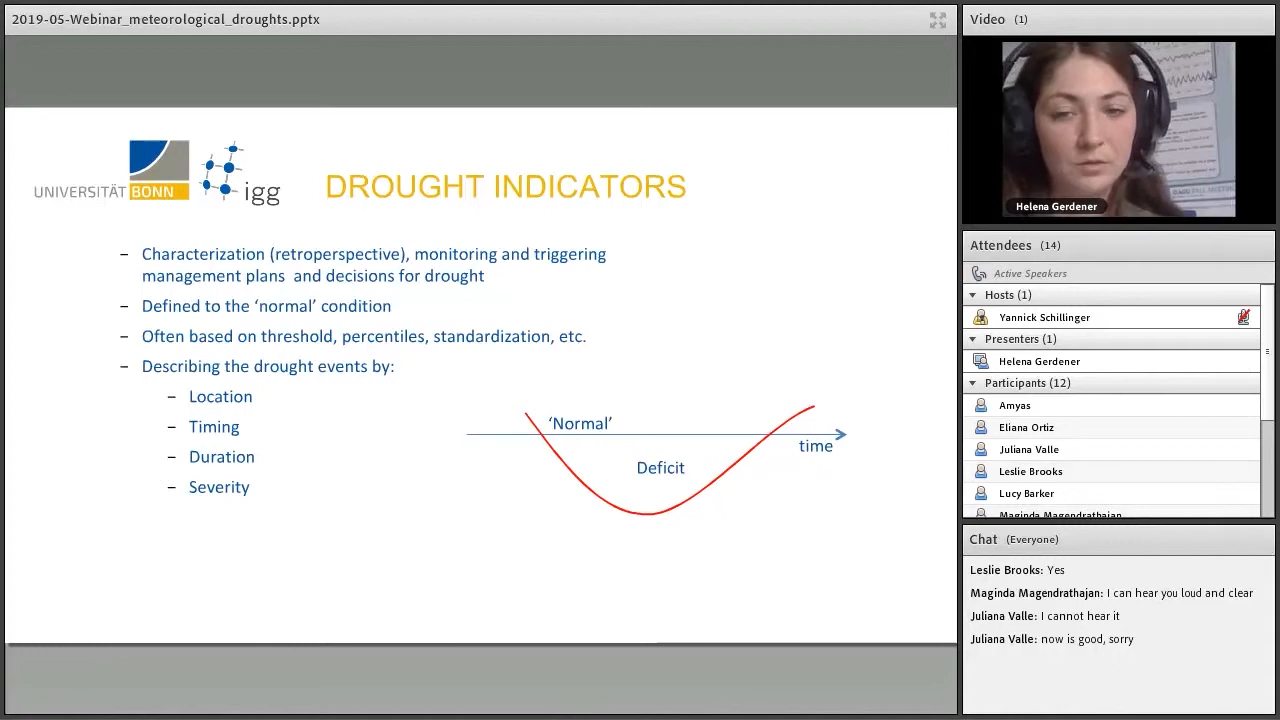 2019-05-Webinar_meteorological_droughts.pptx
UNIVERSITÄT BONN
igg
DROUGHT INDICATORS
– Characterization (retroperspective), monitoring and triggering
management plans and decisions for drought
– Defined to the ‘normal’ condition
– Often based on threshold, percentiles, standardization, etc.
– Describing the drought events by:
– Location
– Timing
– Duration
– Severity
‘Normal’
time
Deficit
Video (1)
Helena Gerdener
Attendees (14)
Active Speakers
Hosts (1)
Yannick Schillinger
Presenters (1)
Helena Gerdener
Participants (12)
Amyas
Eliana Ortiz
Juliana Valle
Leslie Brooks
Lucy Barker
Maginda Magendrathajan
Chat (Everyone)
Leslie Brooks: Yes
Maginda Magendrathajan: I can hear you loud and clear
Juliana Valle: I cannot hear it
Juliana Valle: now is good, sorry